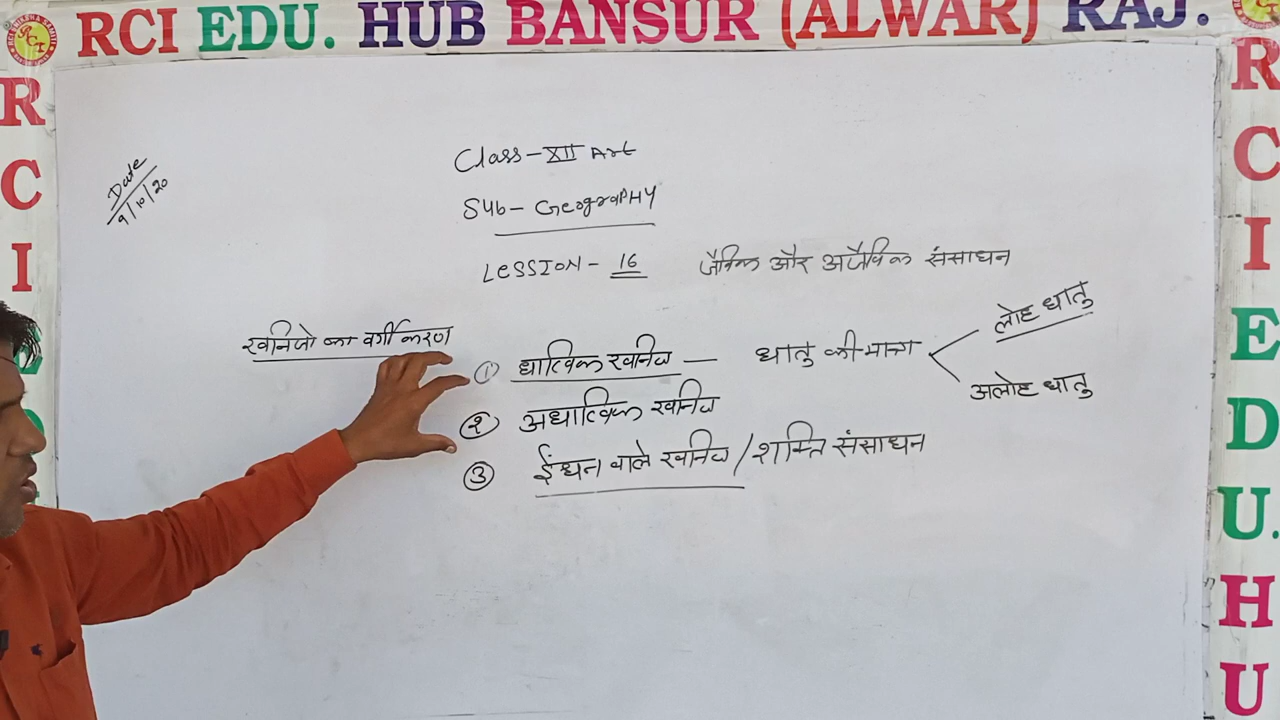 RCI EDU. HUB BANSUR (ALWAR) RAJ.
Date
9/10/20
Class-XII Art
Sub- GeograPHY
LESSION- 16 जैविक और अजैविक संसाधन
खनिजो का वर्गीकरण
① धात्विक खनिज — धातु की मात्रा
लोह धातु
अलोह धातु
② अधात्विक खनिज
③ ईंधन वाले खनिज/शक्ति संसाधन
R
C
I
E
R
C
I
E
D
U.
H
U